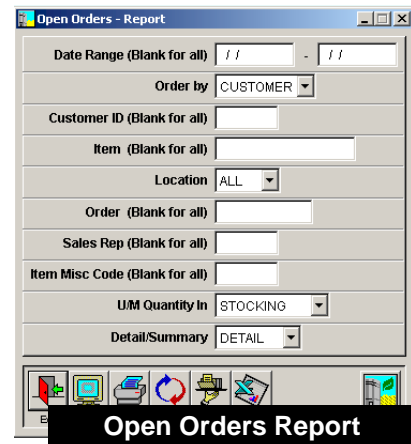 Open Orders - Report
Date Range (Blank for all) / / - / /
Order by CUSTOMER
Customer ID (Blank for all)
Item (Blank for all)
Location ALL
Order (Blank for all)
Sales Rep (Blank for all)
Item Misc Code (Blank for all)
U/M Quantity In STOCKING
Detail/Summary DETAIL
Open Orders Report